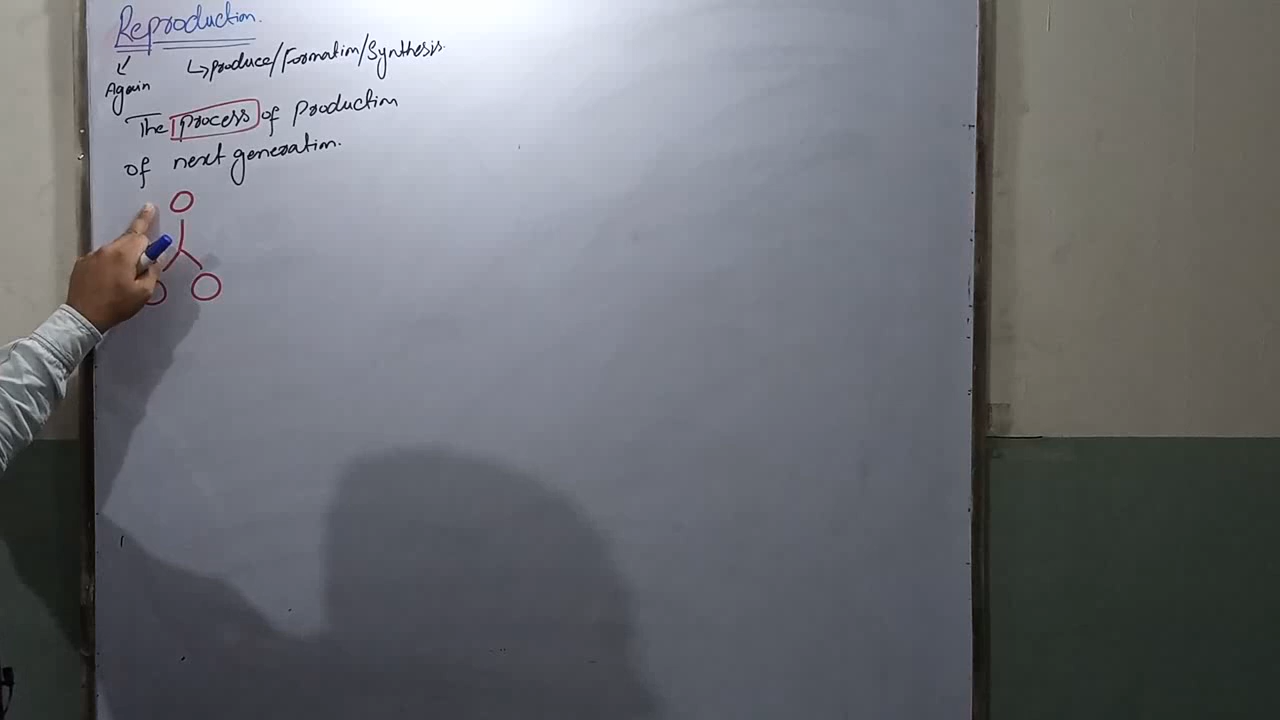 Reproduction.
Again
↳ produce/Formation/Synthesis.
The process of production
of next generation.